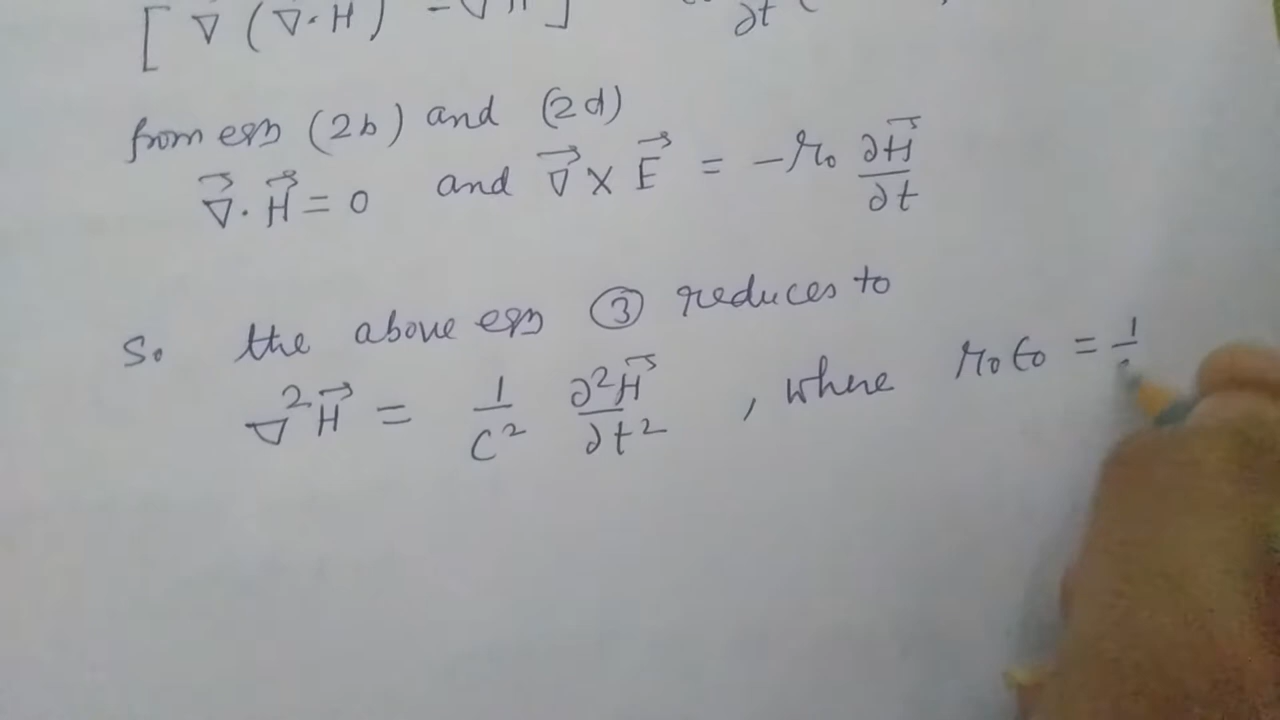 [ ∇ (∇·H) - ∇ H ] ∂t (
from eqn (2b) and (2d)
∇⃗·H⃗ = 0 and ∇⃗ × E⃗ = -μ₀ ∂H⃗/∂t
So the above eqn ③ reduces to
∇²H⃗ = 1/c² ∂²H⃗/∂t² , where μ₀ε₀ = 1/